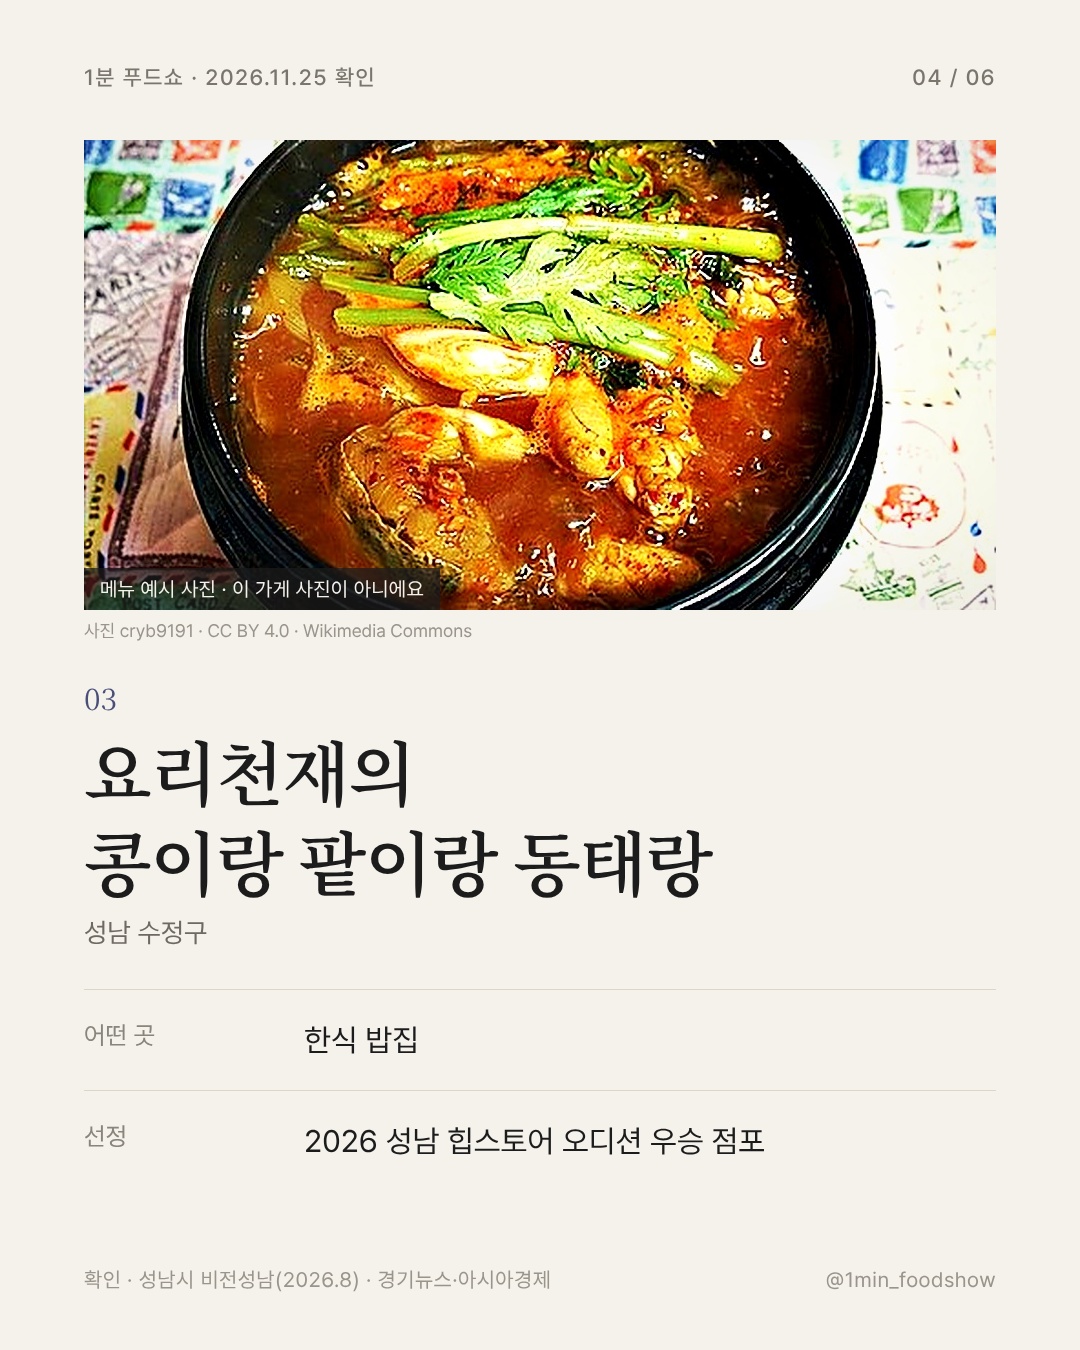 1분 푸드쇼 · 2026.11.25 확인
04 / 06
메뉴 예시 사진 · 이 가게 사진이 아니에요
사진 cryb9191 · CC BY 4.0 · Wikimedia Commons
03
요리천재의
콩이랑 팥이랑 동태랑
성남 수정구
어떤 곳
한식 밥집
선정
2026 성남 힙스토어 오디션 우승 점포
확인 · 성남시 비전성남(2026.8) · 경기뉴스·아시아경제
@1min_foodshow